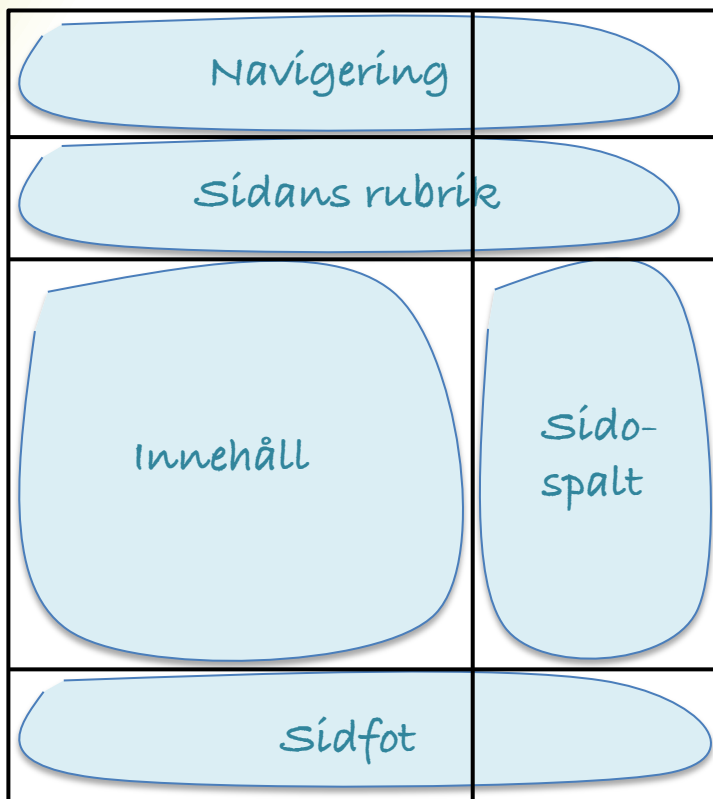 Navigering
Sidans rubrik
Innehåll
Sido-
spalt
Sidfot